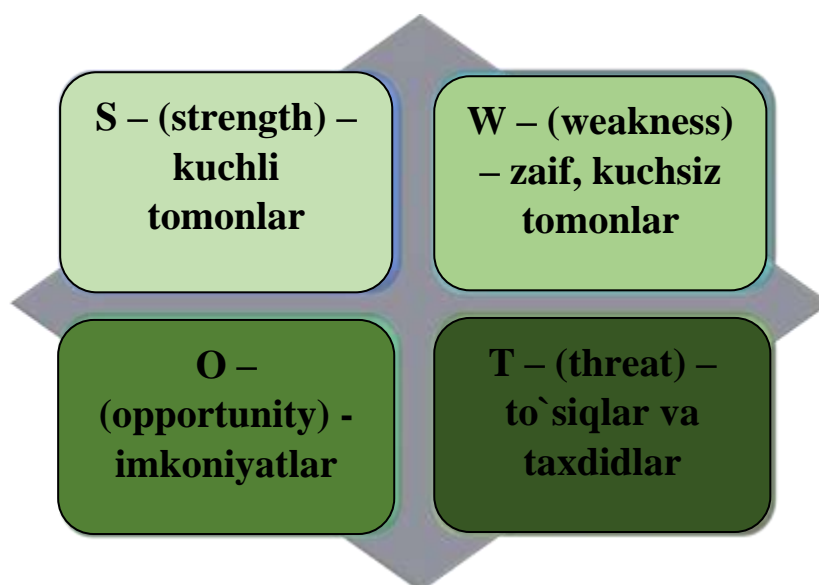 S – (strength) –
kuchli
tomonlar
W – (weakness)
– zaif, kuchsiz
tomonlar
O –
(opportunity) -
imkoniyatlar
T – (threat) –
to`siqlar va
taxdidlar